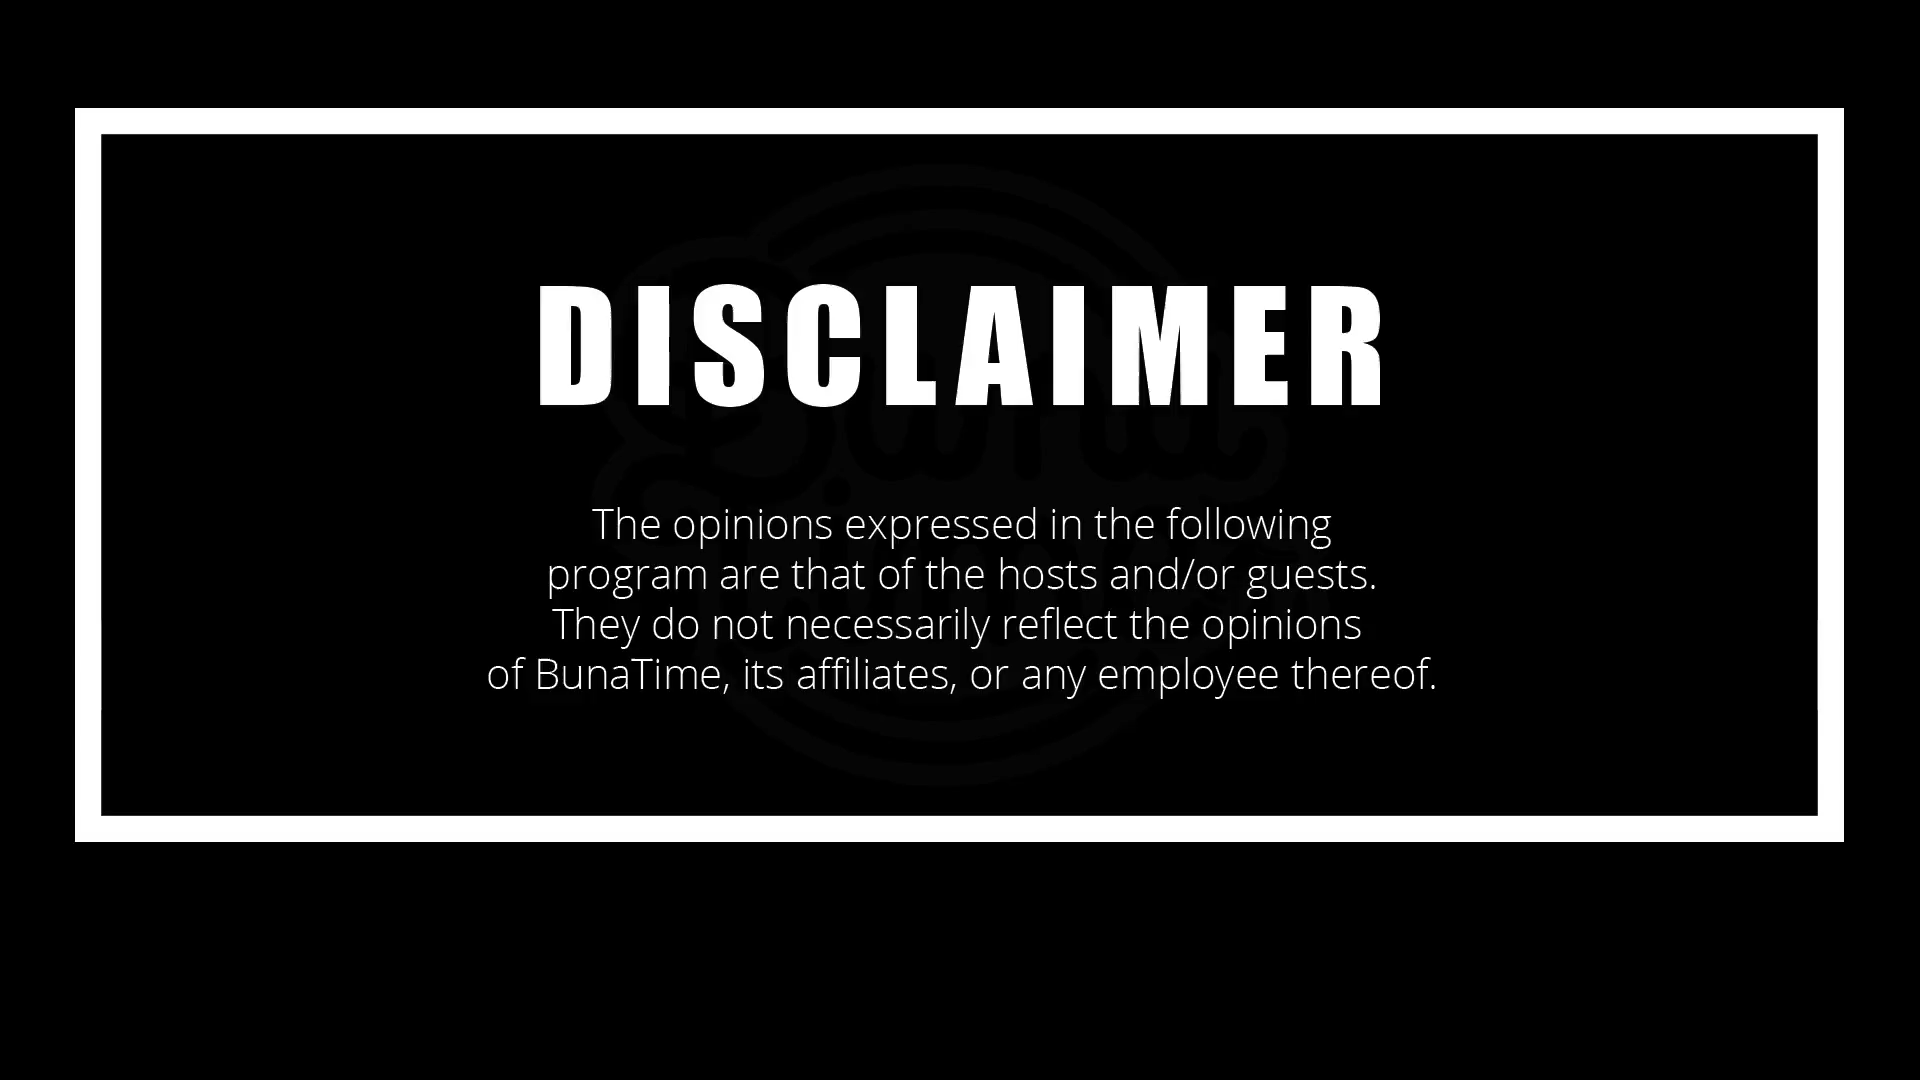 DISCLAIMER
The opinions expressed in the following
program are that of the hosts and/or guests.
They do not necessarily reflect the opinions
of BunaTime, its affiliates, or any employee thereof.